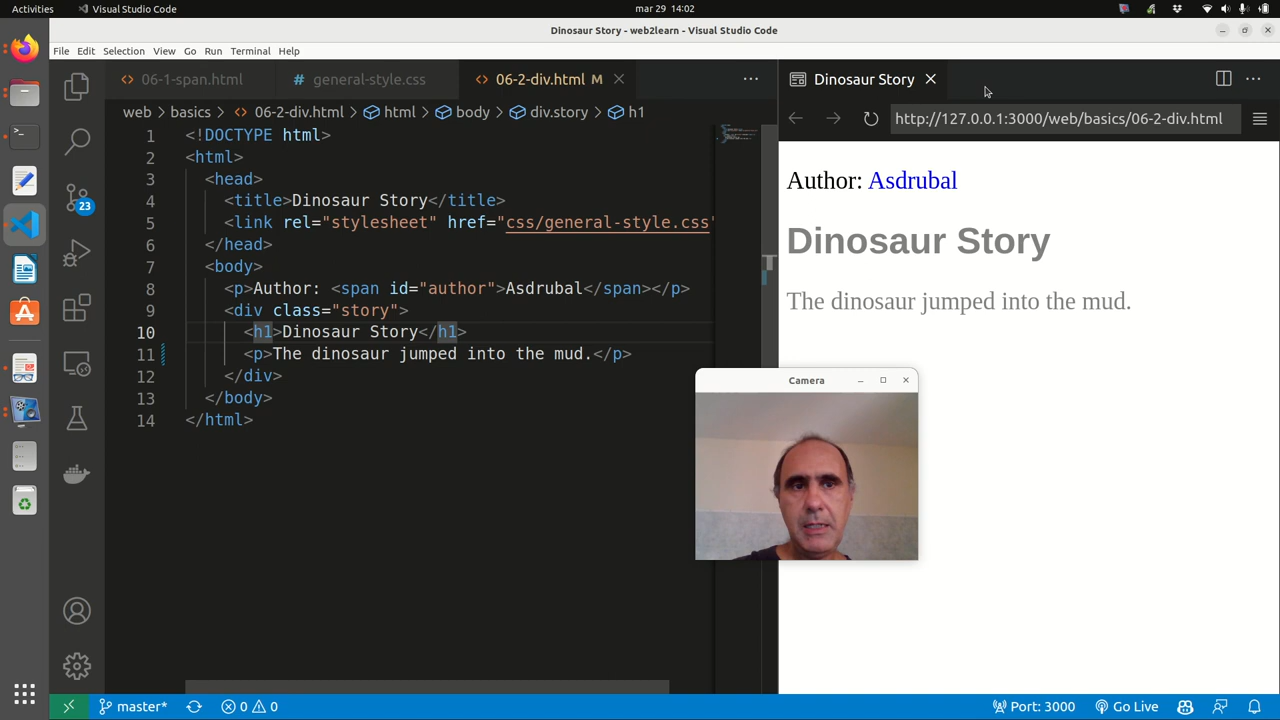 Activities Visual Studio Code mar 29 14:02
Dinosaur Story - web2learn - Visual Studio Code
File Edit Selection View Go Run Terminal Help
06-1-span.html general-style.css 06-2-div.html M
web > basics > 06-2-div.html > html > body > div.story > h1
1 <!DOCTYPE html>
2 <html>
3 <head>
4 <title>Dinosaur Story</title>
5 <link rel="stylesheet" href="css/general-style.css"
6 </head>
7 <body>
8 <p>Author: <span id="author">Asdrubal</span></p>
9 <div class="story">
10 <h1>Dinosaur Story</h1>
11 <p>The dinosaur jumped into the mud.</p>
12 </div>
13 </body>
14 </html>
Dinosaur Story
http://127.0.0.1:3000/web/basics/06-2-div.html
Author: Asdrubal
Dinosaur Story
The dinosaur jumped into the mud.
Camera
23
master* 0 0 Port: 3000 Go Live